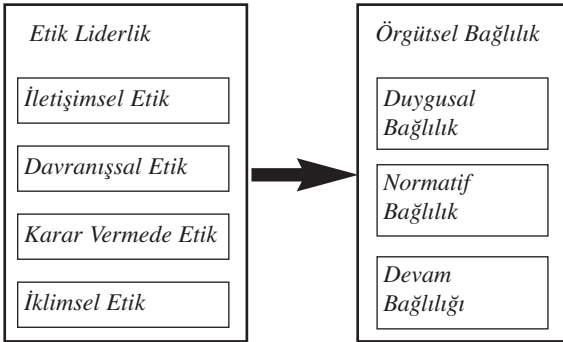 Etik Liderlik
İletişimsel Etik
Davranışsal Etik
Karar Vermede Etik
İklimsel Etik
Örgütsel Bağlılık
Duygusal
Bağlılık
Normatif
Bağlılık
Devam
Bağlılığı